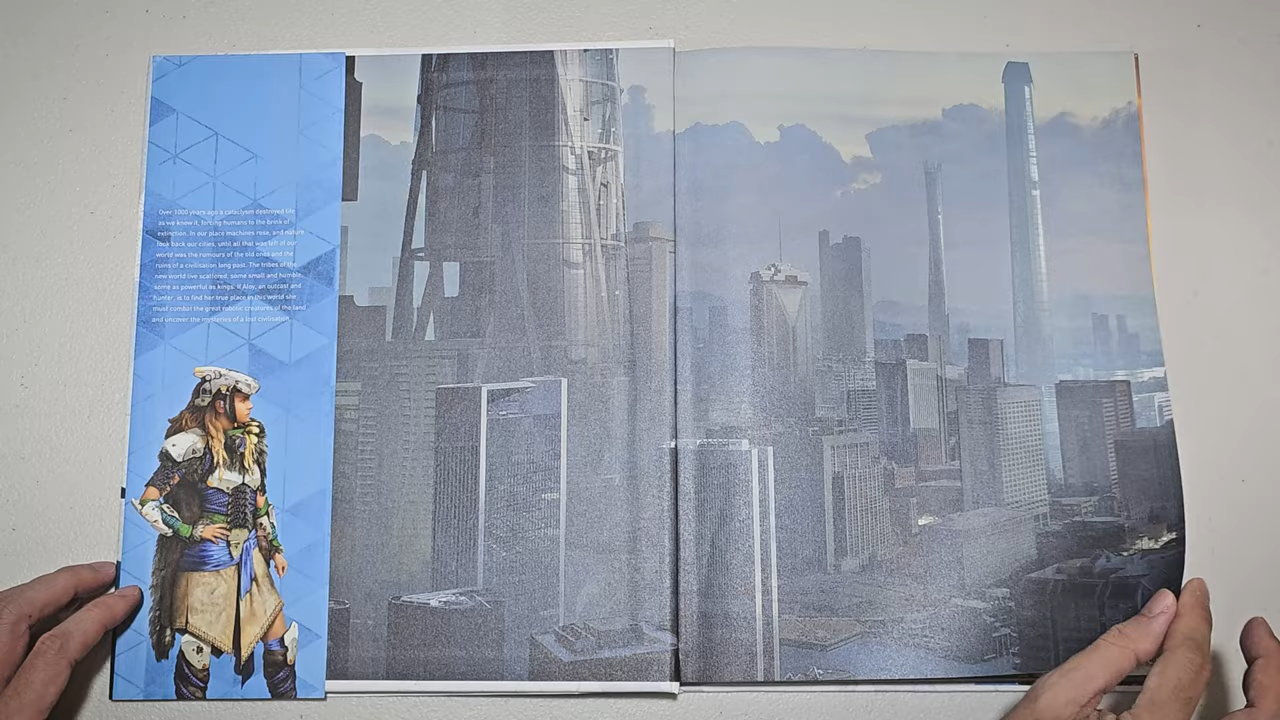 Over 1000 years ago a cataclysm destroyed life
as we know it, forcing humans to the brink of
extinction. In our place machines rose, and nature
took back our cities, until all that was left of our
world was the rumours of the old ones and the
ruins of a civilisation long past. The tribes of the
new world live scattered, some small and humble,
some as powerful as kings. If Aloy, an outcast and
hunter, is to find her true place in this world she
must combat the great robotic creatures of the land
and uncover the mysteries of a lost civilisation.